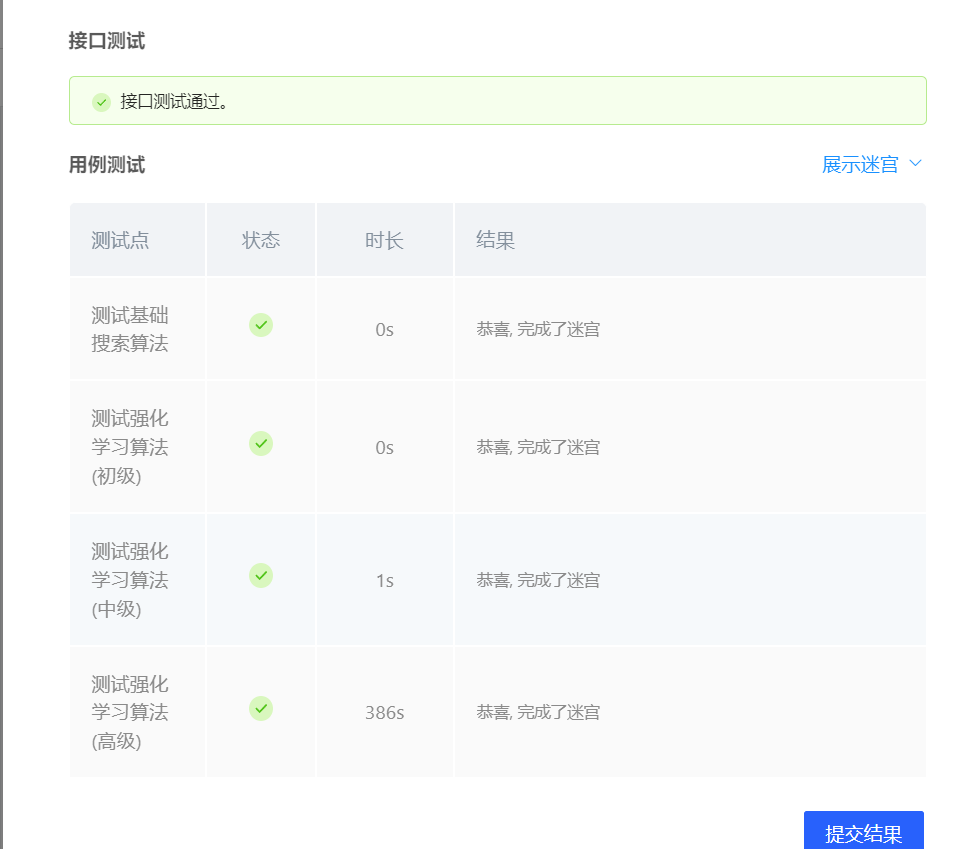 接口测试
接口测试通过。
用例测试
展示迷宫
测试点 状态 时长 结果
测试基础
搜索算法
0s
恭喜, 完成了迷宫
测试强化
学习算法
(初级)
0s
恭喜, 完成了迷宫
测试强化
学习算法
(中级)
1s
恭喜, 完成了迷宫
测试强化
学习算法
(高级)
386s
恭喜, 完成了迷宫
提交结果